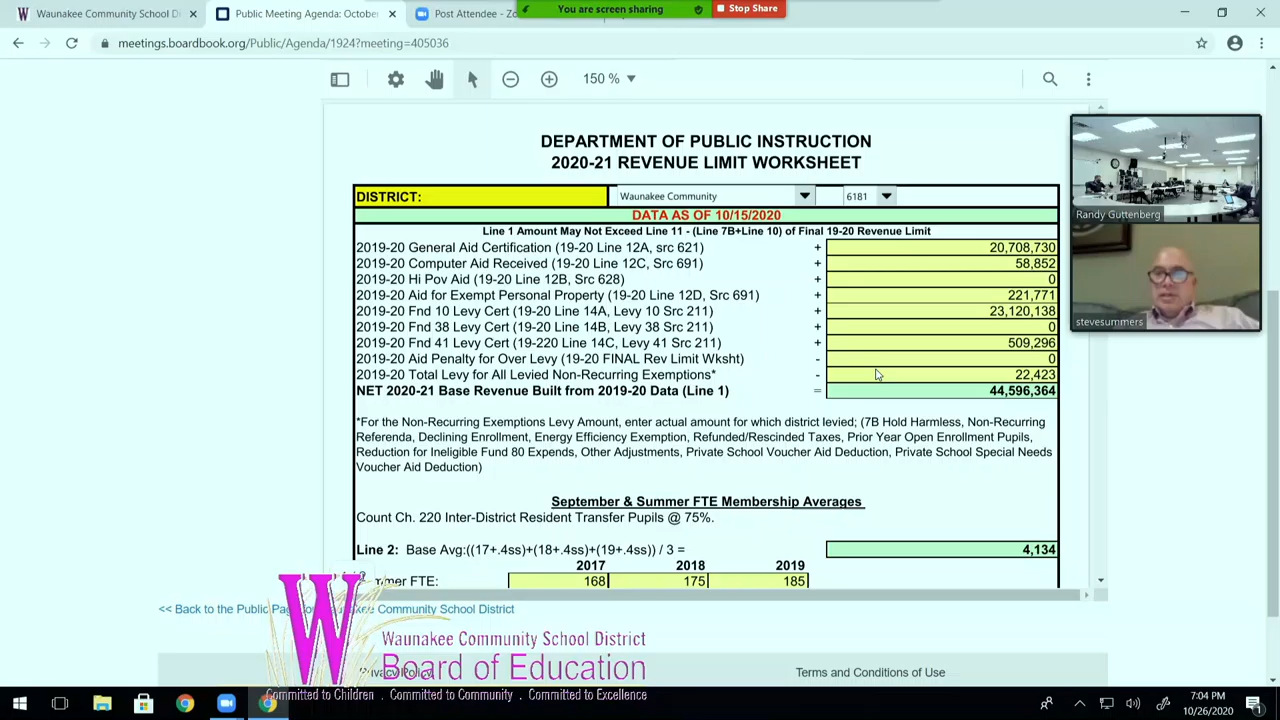 Waunakee Community School Di
Public Meeting Agenda: October
Post Attendee - Zo
You are screen sharing
Stop Share
meetings.boardbook.org/Public/Agenda/1924?meeting=405036
150 %
DEPARTMENT OF PUBLIC INSTRUCTION
2020-21 REVENUE LIMIT WORKSHEET
DISTRICT: Waunakee Community 6181
DATA AS OF 10/15/2020
Line 1 Amount May Not Exceed Line 11 - (Line 7B+Line 10) of Final 19-20 Revenue Limit
2019-20 General Aid Certification (19-20 Line 12A, src 621) + 20,708,730
2019-20 Computer Aid Received (19-20 Line 12C, Src 691) + 58,852
2019-20 Hi Pov Aid (19-20 Line 12B, Src 628) + 0
2019-20 Aid for Exempt Personal Property (19-20 Line 12D, Src 691) + 221,771
2019-20 Fnd 10 Levy Cert (19-20 Line 14A, Levy 10 Src 211) + 23,120,138
2019-20 Fnd 38 Levy Cert (19-20 Line 14B, Levy 38 Src 211) + 0
2019-20 Fnd 41 Levy Cert (19-220 Line 14C, Levy 41 Src 211) + 509,296
2019-20 Aid Penalty for Over Levy (19-20 FINAL Rev Limit Wksht) - 0
2019-20 Total Levy for All Levied Non-Recurring Exemptions* - 22,423
NET 2020-21 Base Revenue Built from 2019-20 Data (Line 1) = 44,596,364
*For the Non-Recurring Exemptions Levy Amount, enter actual amount for which district levied; (7B Hold Harmless, Non-Recurring
Referenda, Declining Enrollment, Energy Efficiency Exemption, Refunded/Rescinded Taxes, Prior Year Open Enrollment Pupils,
Reduction for Ineligible Fund 80 Expends, Other Adjustments, Private School Voucher Aid Deduction, Private School Special Needs
Voucher Aid Deduction)
September & Summer FTE Membership Averages
Count Ch. 220 Inter-District Resident Transfer Pupils @ 75%.
Line 2: Base Avg:((17+.4ss)+(18+.4ss)+(19+.4ss)) / 3 = 4,134
2017 2018 2019
mer FTE: 168 175 185
Randy Guttenberg
stevesummers
<< Back to the Public Pag Community School District
W
Waunakee Community School District
Board of Education
Committed to Children . Committed to Community . Committed to Excellence
Privacy Policy
Terms and Conditions of Use
7:04 PM
10/26/2020
1